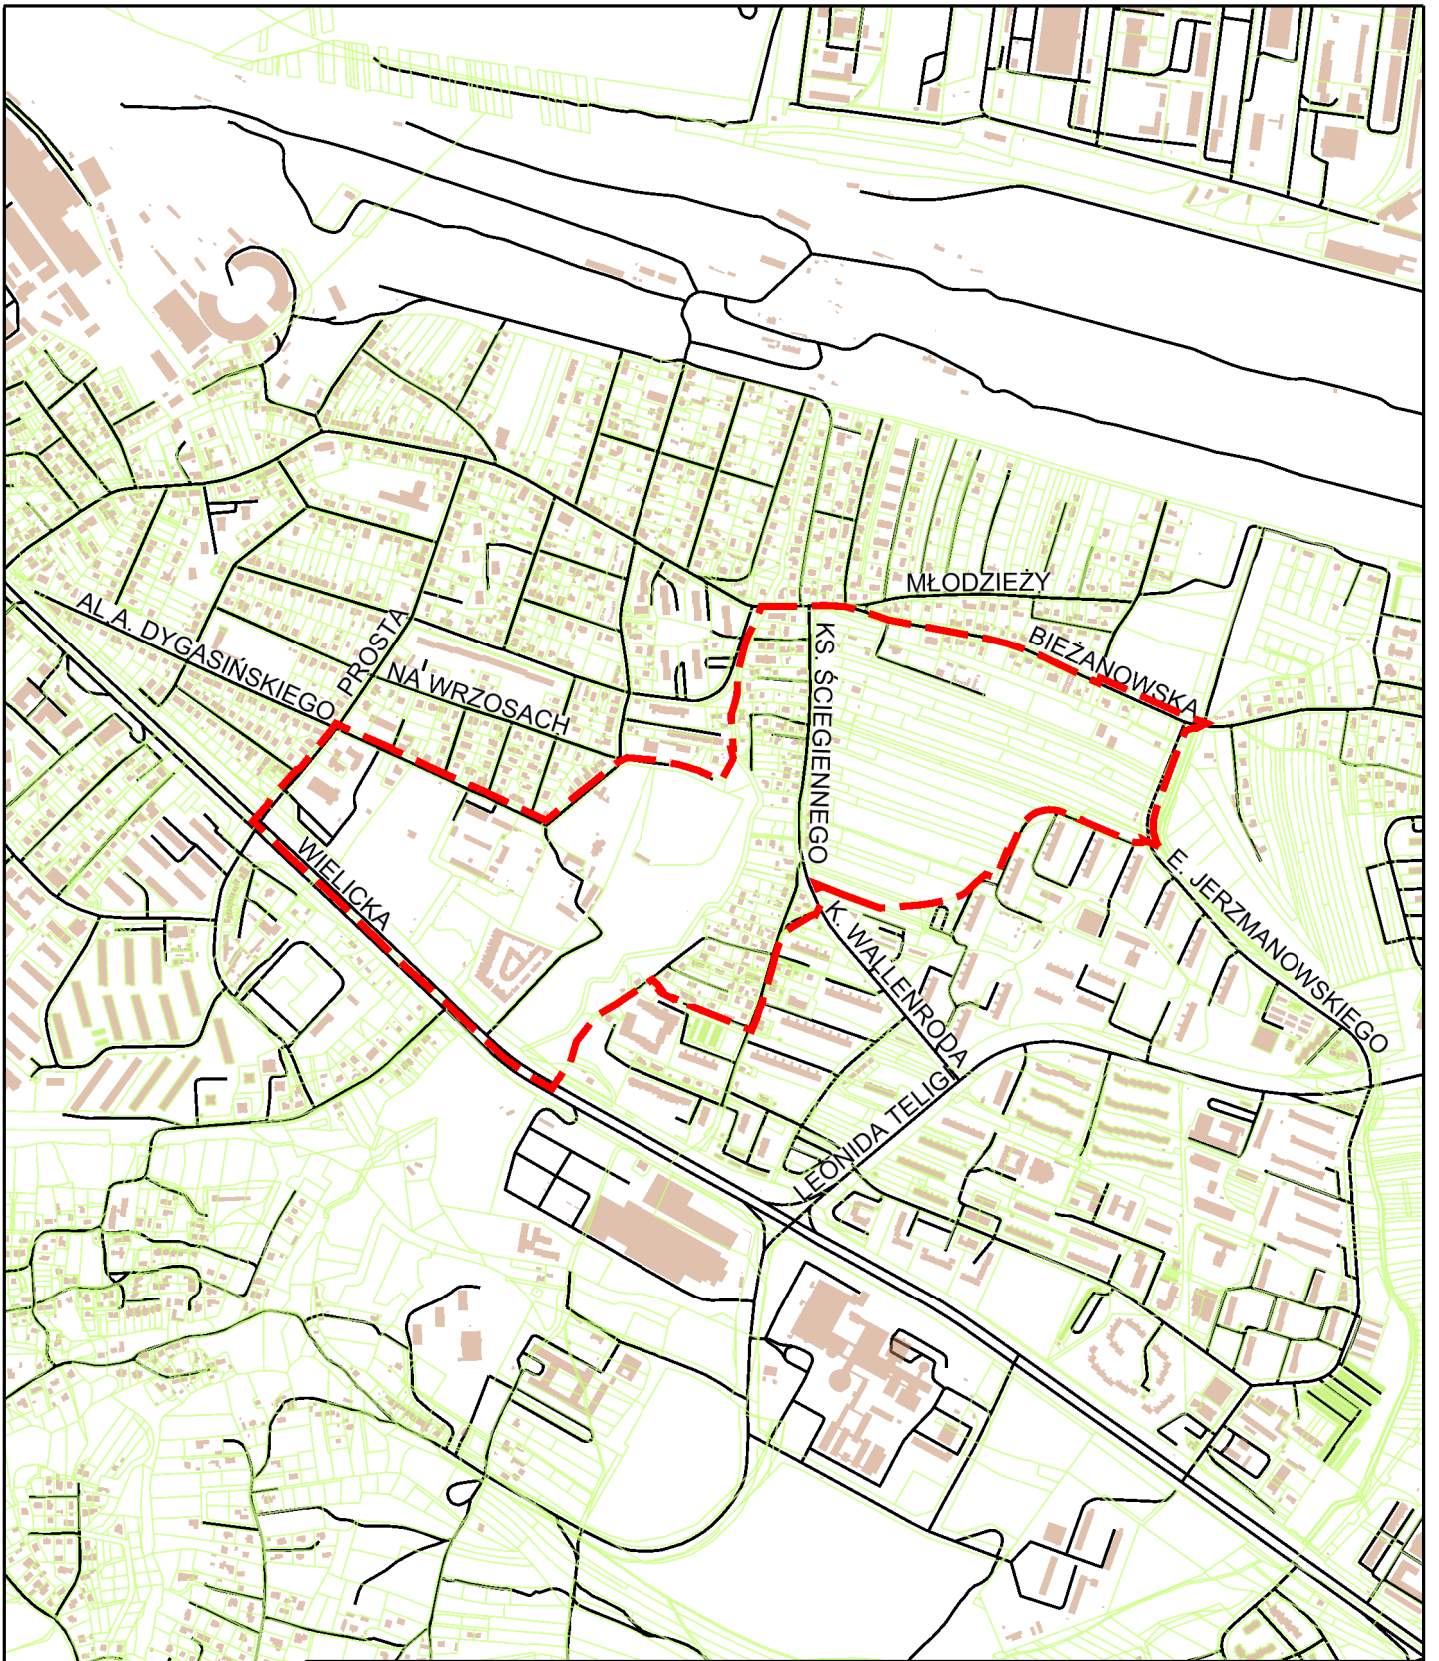 MŁODZIEŻY
AL.A. DYGASIŃSKIEGO
PROSTA
KS. ŚCIEGIENNEGO
BIEŻANOWSKA
NA WRZOSACH
WIELICKA
E. JERZMANOWSKIEGO
K. WALLENRODA
LEONIDA TELIGI